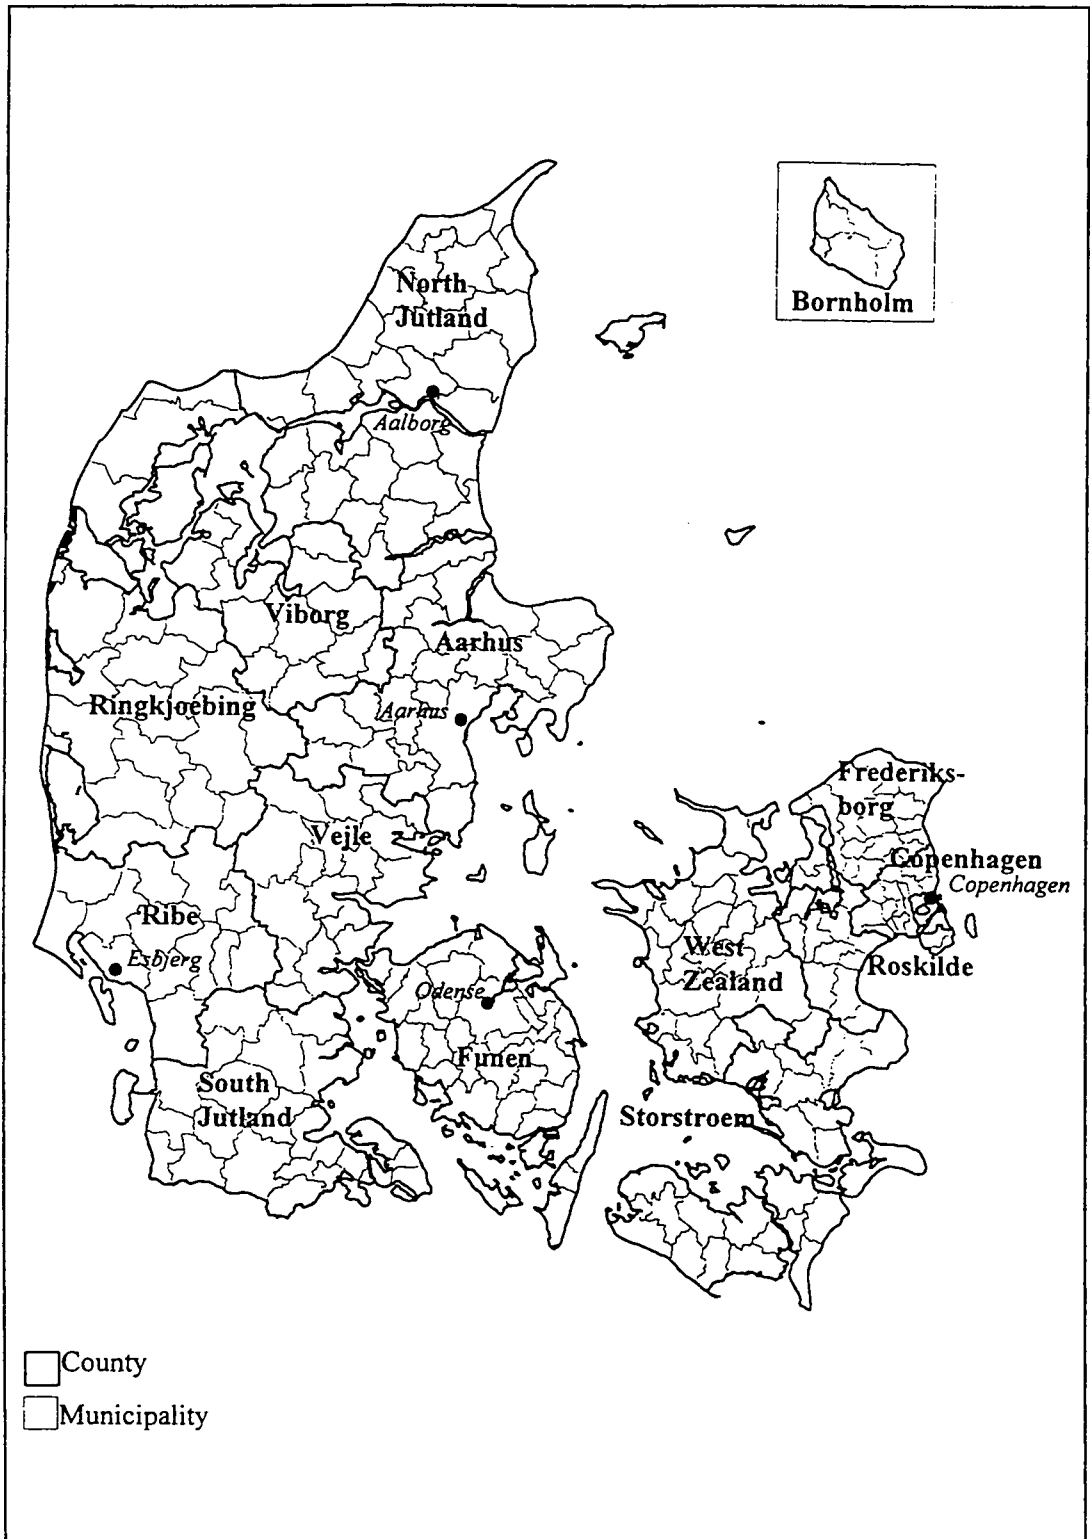 Bornholm
North
Jutland
Aalborg
Viborg
Aarhus
Ringkjoebing
Aarhus
Frederiks-
borg
Vejle
Copenhagen
Copenhagen
Ribe
Esbjerg
West
Zealand
Roskilde
Odense
Funen
South
Jutland
Storstroem
County
Municipality